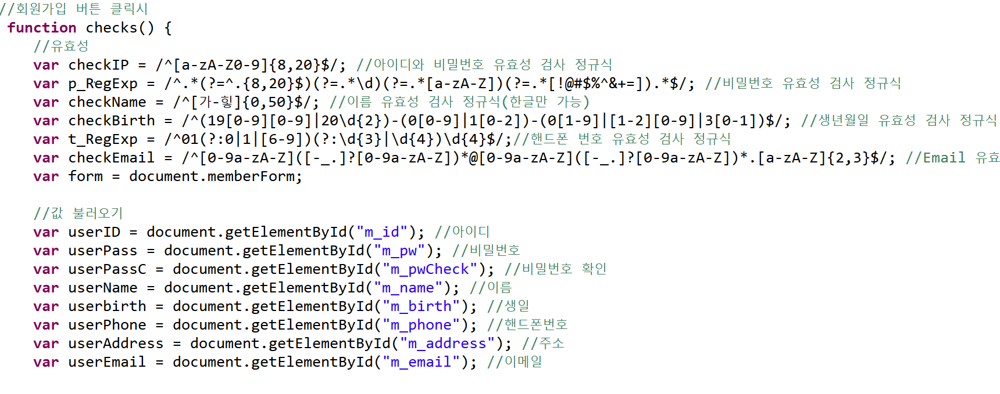 //회원가입 버튼 클릭시
function checks() {
//유효성
var checkIP = /^[a-zA-Z0-9]{8,20}$/; //아이디와 비밀번호 유효성 검사 정규식
var p_RegExp = /^.*(?=^.{8,20}$)(?=.*\d)(?=.*[a-zA-Z])(?=.*[!@#$%^&+=]).*$/; //비밀번호 유효성 검사 정규식
var checkName = /^[가-힣]{0,50}$/; //이름 유효성 검사 정규식(한글만 가능)
var checkBirth = /^(19[0-9][0-9]|20\d{2})-(0[0-9]|1[0-2])-(0[1-9]|[1-2][0-9]|3[0-1])$/; //생년월일 유효성 검사 정규식
var t_RegExp = /^01(?:0|1|[6-9])(?:\d{3}|\d{4})\d{4}$/;//핸드폰 번호 유효성 검사 정규식
var checkEmail = /^[0-9a-zA-Z]([-_.]?[0-9a-zA-Z])*@[0-9a-zA-Z]([-_.]?[0-9a-zA-Z])*.[a-zA-Z]{2,3}$/; //Email 유효
var form = document.memberForm;
//값 불러오기
var userID = document.getElementById("m_id"); //아이디
var userPass = document.getElementById("m_pw"); //비밀번호
var userPassC = document.getElementById("m_pwCheck"); //비밀번호 확인
var userName = document.getElementById("m_name"); //이름
var userbirth = document.getElementById("m_birth"); //생일
var userPhone = document.getElementById("m_phone"); //핸드폰번호
var userAddress = document.getElementById("m_address"); //주소
var userEmail = document.getElementById("m_email"); //이메일